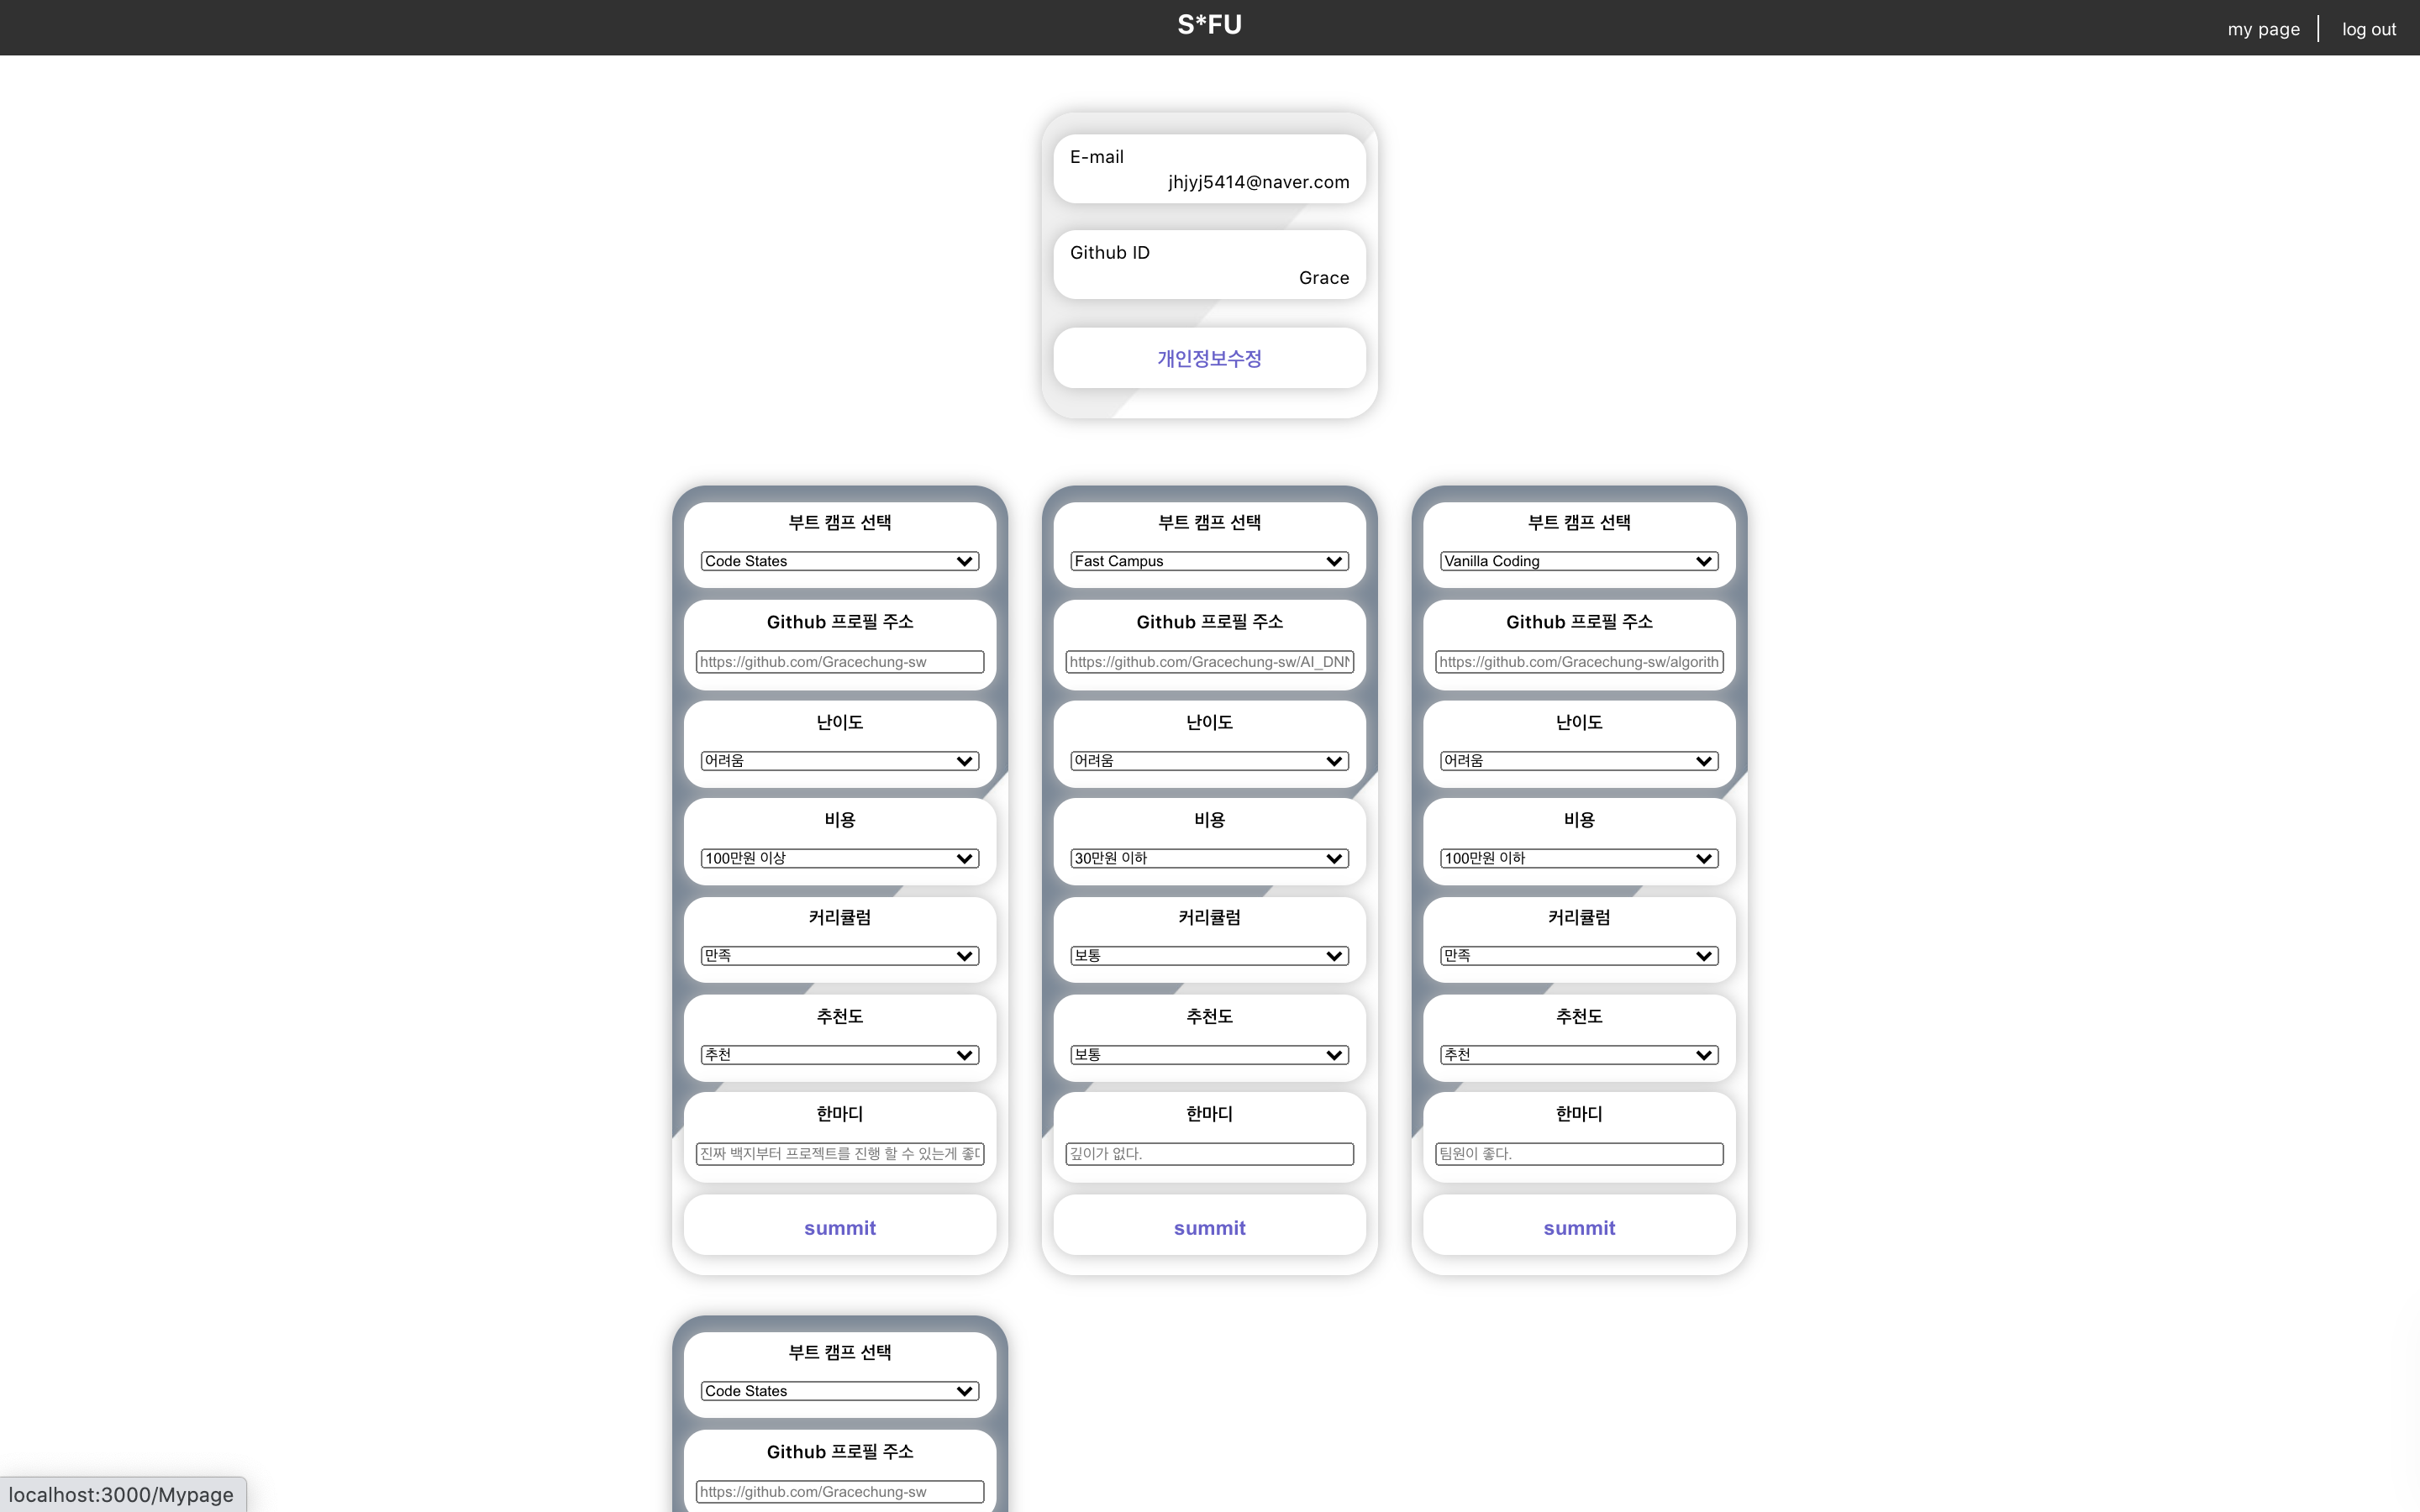 S*FU
my page
log out
E-mail
jhjyj5414@naver.com
Github ID
Grace
개인정보수정
부트 캠프 선택
Code States
Github 프로필 주소
https://github.com/Gracechung-sw
난이도
어려움
비용
100만원 이상
커리큘럼
만족
추천도
추천
한마디
진짜 백지부터 프로젝트를 진행 할 수 있는게 좋
summit
부트 캠프 선택
Fast Campus
Github 프로필 주소
https://github.com/Gracechung-sw/AI_DN
난이도
어려움
비용
30만원 이하
커리큘럼
보통
추천도
보통
한마디
깊이가 없다.
summit
부트 캠프 선택
Vanilla Coding
Github 프로필 주소
https://github.com/Gracechung-sw/algorith
난이도
어려움
비용
100만원 이하
커리큘럼
만족
추천도
추천
한마디
팀원이 좋다.
summit
부트 캠프 선택
Code States
Github 프로필 주소
https://github.com/Gracechung-sw
localhost:3000/Mypage